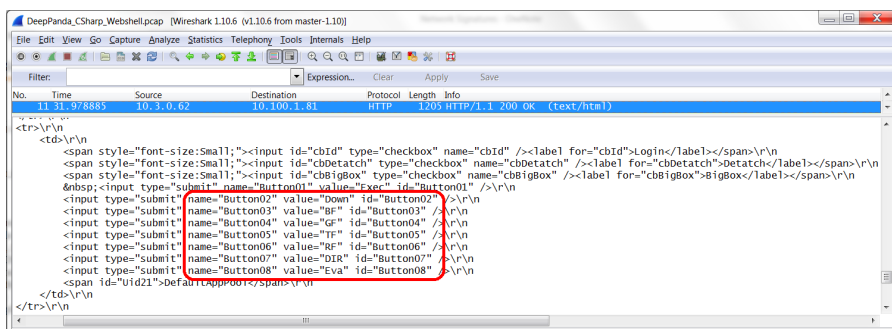 DeepPanda_CSharp_Webshell.pcap [Wireshark 1.10.6 (v1.10.6 from master-1.10)]
File Edit View Go Capture Analyze Statistics Telephony Tools Internals Help
Filter: Expression... Clear Apply Save
No. Time Source Destination Protocol Length Info
11 31.978885 10.3.0.62 10.100.1.81 HTTP 1205 HTTP/1.1 200 OK (text/html)
<tr>\r\n
<td>\r\n
<span style="font-size:Small;"><input id="cbId" type="checkbox" name="cbId" /><label for="cbId">Login</label></span>\r\n
<span style="font-size:Small;"><input id="cbDetatch" type="checkbox" name="cbDetatch" /><label for="cbDetatch">Detatch</label></span>\r\n
<span style="font-size:Small;"><input id="cbBigBox" type="checkbox" name="cbBigBox" /><label for="cbBigBox">BigBox</label></span>\r\n
&nbsp;<input type="submit" name="Button01" value="Exec" id="Button01" />\r\n
<input type="submit" name="Button02" value="Down" id="Button02" />\r\n
<input type="submit" name="Button03" value="BF" id="Button03" />\r\n
<input type="submit" name="Button04" value="GF" id="Button04" />\r\n
<input type="submit" name="Button05" value="TF" id="Button05" />\r\n
<input type="submit" name="Button06" value="RF" id="Button06" />\r\n
<input type="submit" name="Button07" value="DIR" id="Button07" />\r\n
<input type="submit" name="Button08" value="Eva" id="Button08" />\r\n
<span id="Uid21">DefaultAppPool</span>\r\n
</td>\r\n
</tr>\r\n